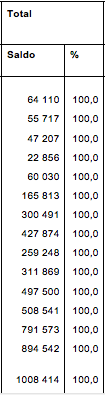 Total
Saldo %
64 110 100,0
55 717 100,0
47 207 100,0
22 856 100,0
60 030 100,0
165 813 100,0
300 491 100,0
427 874 100,0
259 248 100,0
311 869 100,0
497 500 100,0
508 541 100,0
791 573 100,0
894 542 100,0
1008 414 100,0